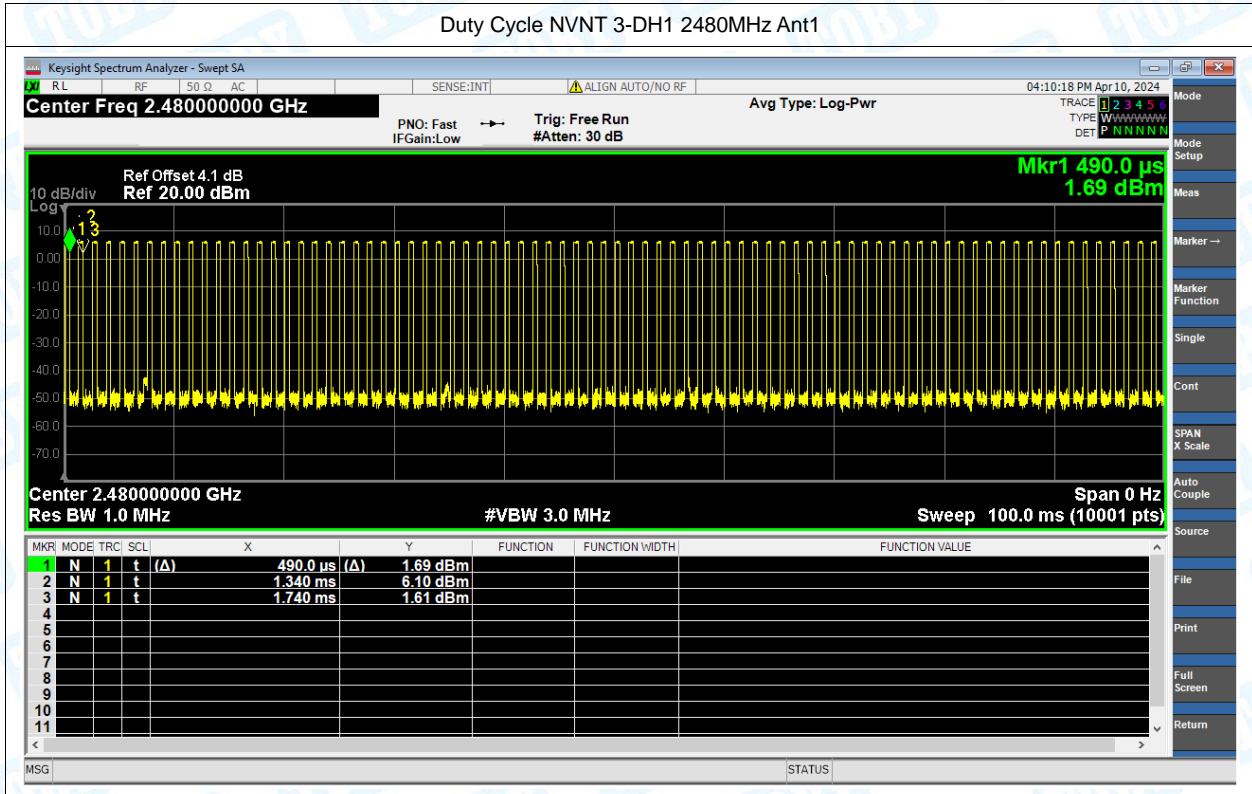 Duty Cycle NVNT 3-DH1 2480MHz Ant1
Keysight Spectrum Analyzer - Swept SA
LXI RL RF 50 Ω AC SENSE:INT ALIGN AUTO/NO RF 04:10:18 PM Apr 10, 2024
Center Freq 2.480000000 GHz
Avg Type: Log-Pwr
TRACE 1 2 3 4 5 6
TYPE WWWWWW
DET P N N N N N
PNO: Fast
IFGain:Low
Trig: Free Run
#Atten: 30 dB
Mkr1 490.0 µs
1.69 dBm
Ref Offset 4.1 dB
Ref 20.00 dBm
10 dB/div
Log
2
1 3
10.0
0.00
-10.0
-20.0
-30.0
-40.0
-50.0
-60.0
-70.0
Center 2.480000000 GHz Span 0 Hz
Res BW 1.0 MHz #VBW 3.0 MHz Sweep 100.0 ms (10001 pts)
MKR MODE TRC SCL X Y FUNCTION FUNCTION WIDTH FUNCTION VALUE
1 N 1 t (Δ) 490.0 µs (Δ) 1.69 dBm
2 N 1 t 1.340 ms 6.10 dBm
3 N 1 t 1.740 ms 1.61 dBm
4
5
6
7
8
9
10
11
MSG STATUS
Mode
Mode
Setup
Meas
Marker →
Marker
Function
Single
Cont
SPAN
X Scale
Auto
Couple
Source
File
Print
Full
Screen
Return
TOBY